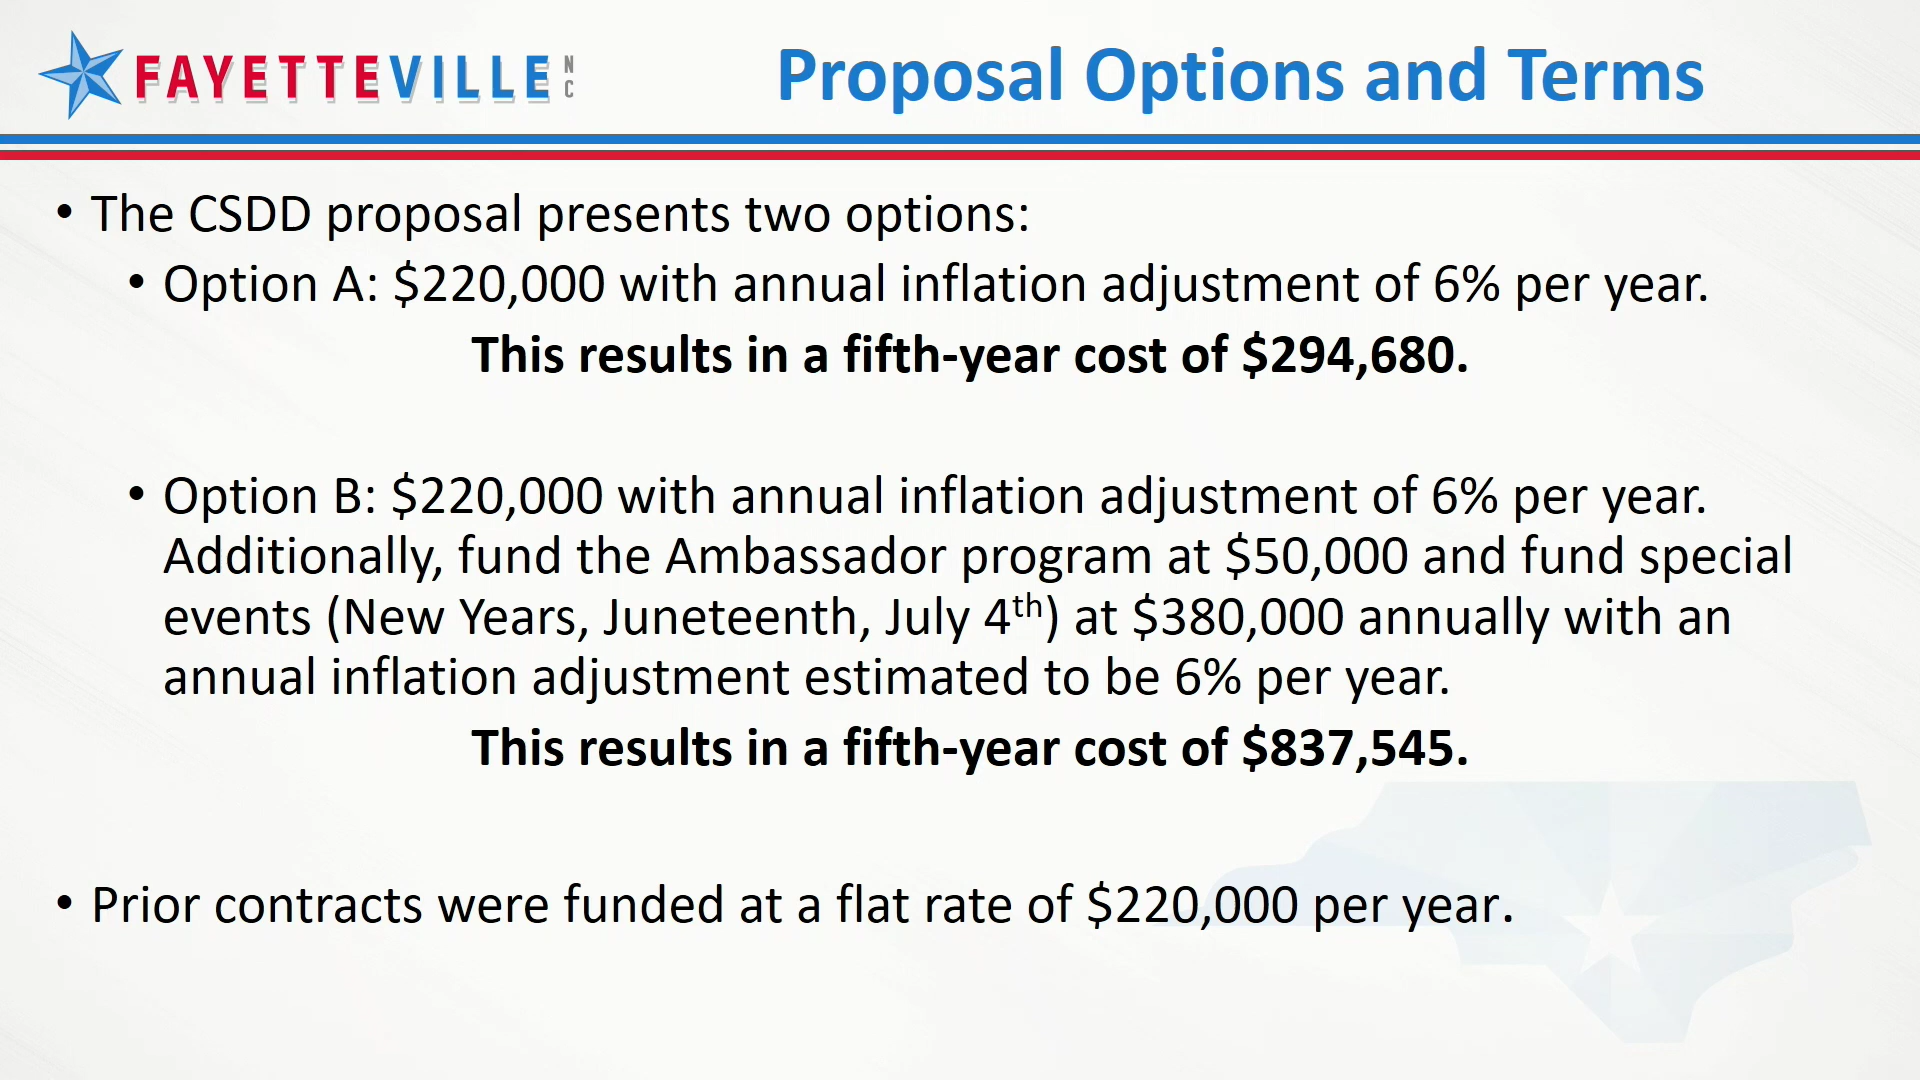 FAYETTEVILLE NC
Proposal Options and Terms
• The CSDD proposal presents two options:
• Option A: $220,000 with annual inflation adjustment of 6% per year.
This results in a fifth-year cost of $294,680.
• Option B: $220,000 with annual inflation adjustment of 6% per year.
Additionally, fund the Ambassador program at $50,000 and fund special
events (New Years, Juneteenth, July 4th) at $380,000 annually with an
annual inflation adjustment estimated to be 6% per year.
This results in a fifth-year cost of $837,545.
• Prior contracts were funded at a flat rate of $220,000 per year.